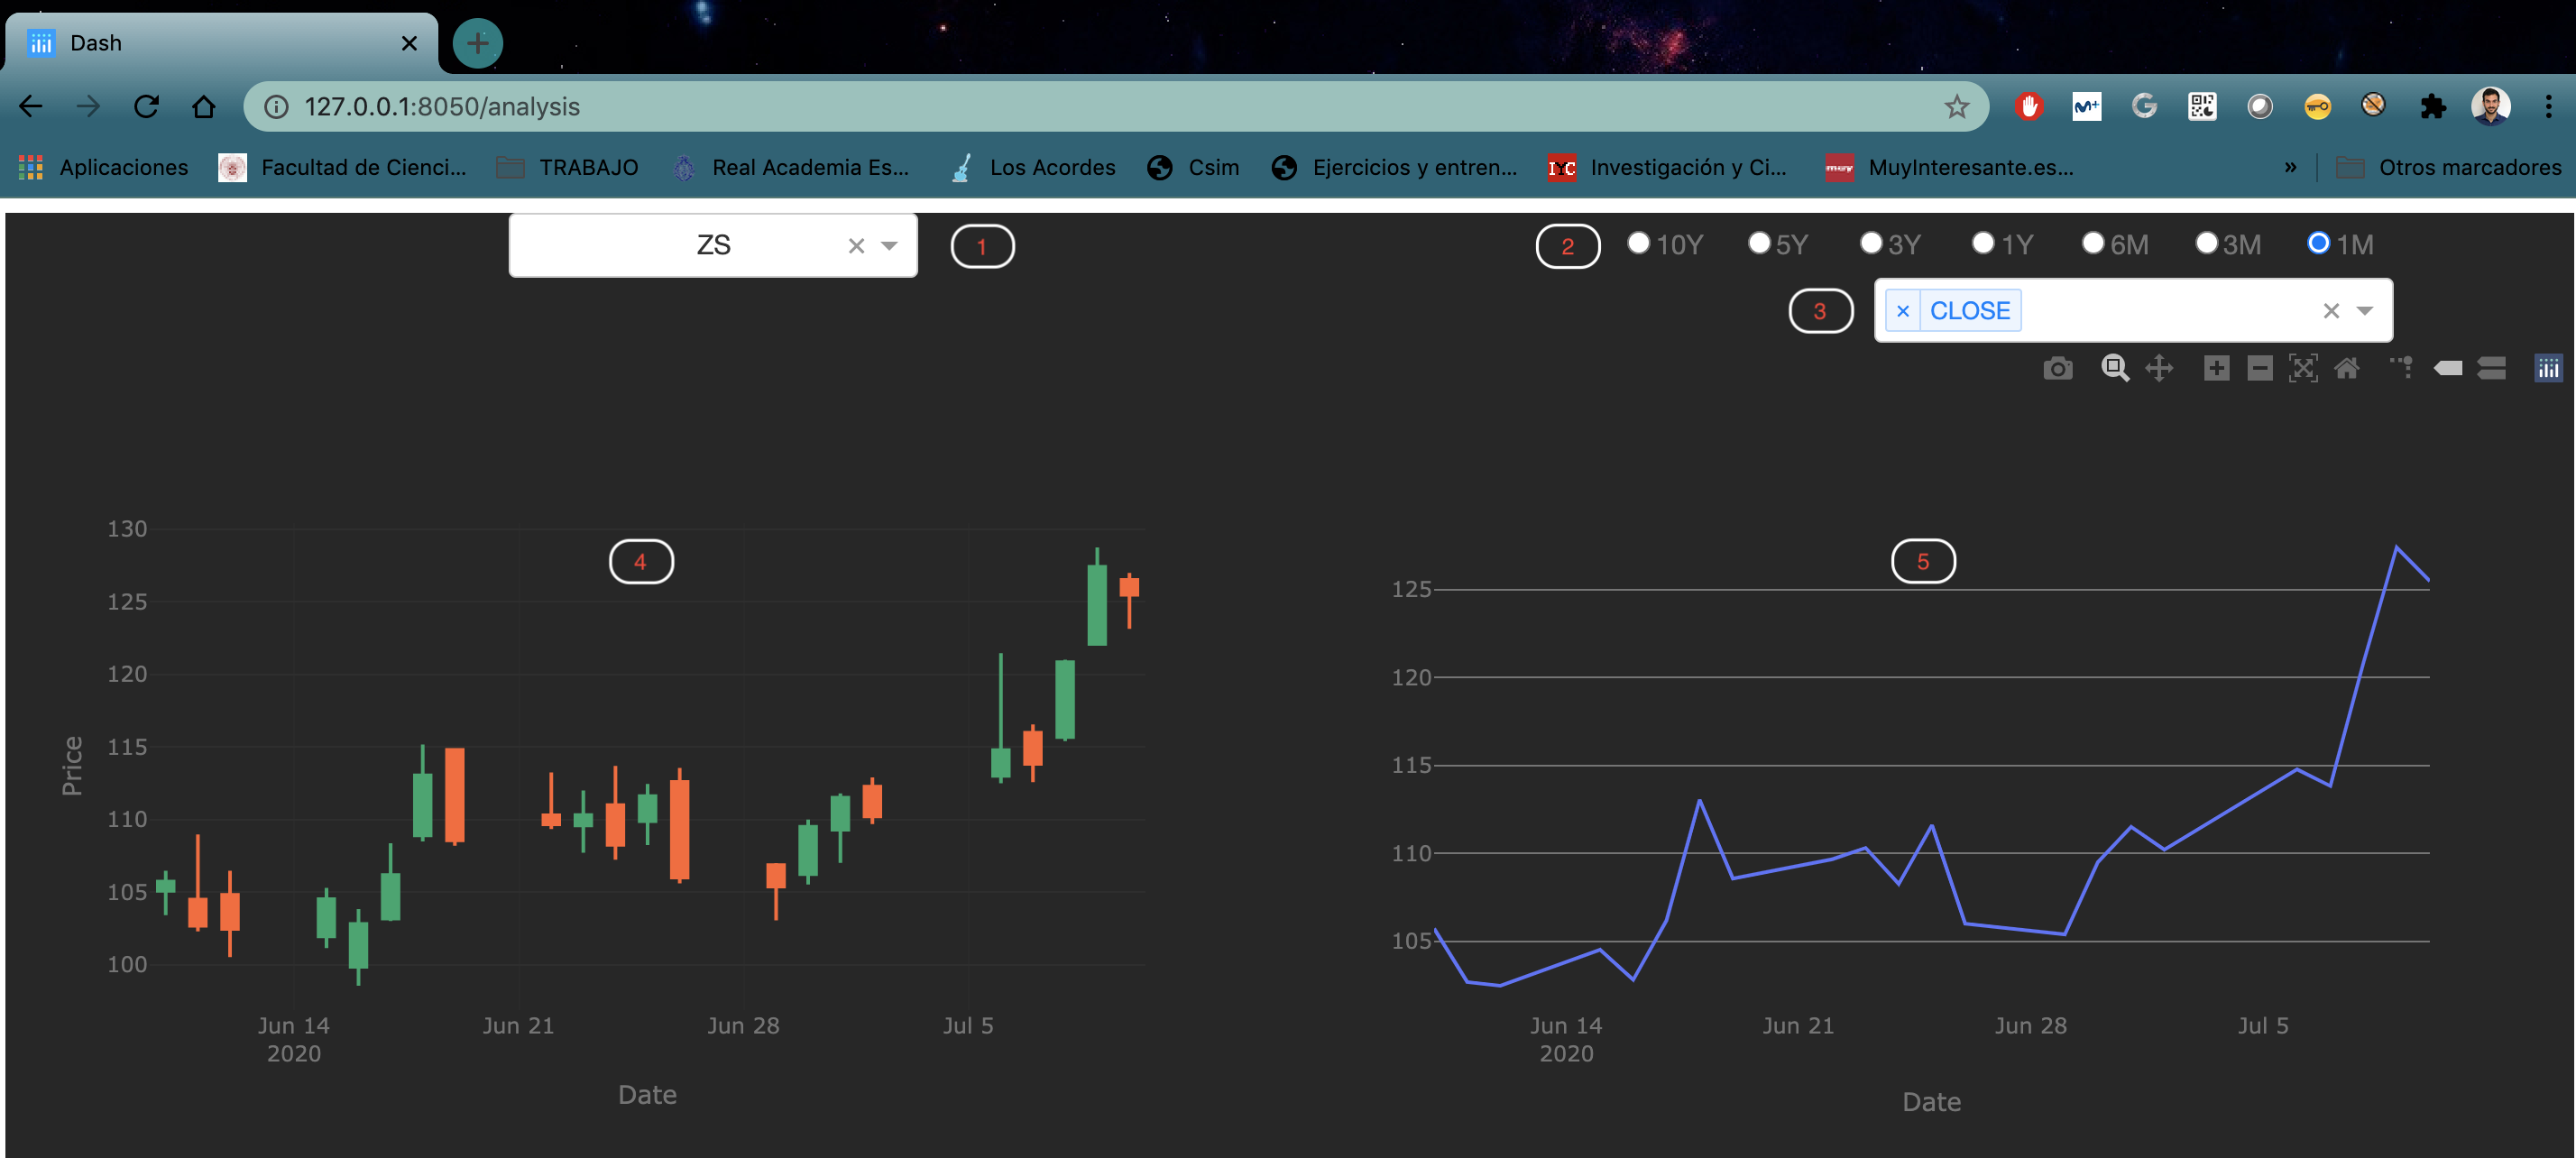 Dash
127.0.0.1:8050/analysis
Aplicaciones Facultad de Cienci... TRABAJO Real Academia Es... Los Acordes Csim Ejercicios y entren... Investigación y Ci... MuyInteresante.es... » Otros marcadores
ZS 1 2 10Y 5Y 3Y 1Y 6M 3M 1M
3 × CLOSE
4
130
125
120
115
110
105
100
Price
Jun 14 Jun 21 Jun 28 Jul 5
2020
Date
5
125
120
115
110
105
Jun 14 Jun 21 Jun 28 Jul 5
2020
Date